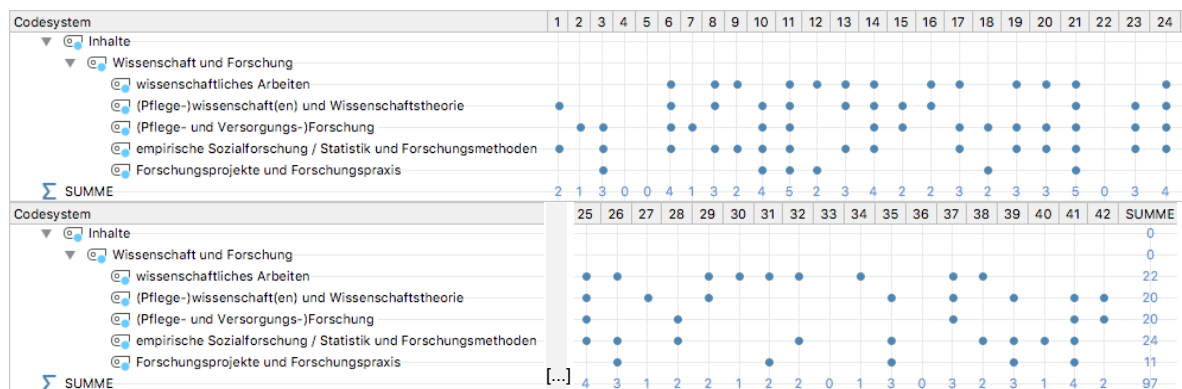 Codesystem 1 2 3 4 5 6 7 8 9 10 11 12 13 14 15 16 17 18 19 20 21 22 23 24
Inhalte
Wissenschaft und Forschung
wissenschaftliches Arbeiten
(Pflege-)wissenschaft(en) und Wissenschaftstheorie
(Pflege- und Versorgungs-)Forschung
empirische Sozialforschung / Statistik und Forschungsmethoden
Forschungsprojekte und Forschungspraxis
Σ SUMME 2 1 3 0 0 4 1 3 2 4 5 2 3 4 2 2 3 2 3 3 5 0 3 4
Codesystem 25 26 27 28 29 30 31 32 33 34 35 36 37 38 39 40 41 42 SUMME
Inhalte 0
Wissenschaft und Forschung 0
wissenschaftliches Arbeiten 22
(Pflege-)wissenschaft(en) und Wissenschaftstheorie 20
(Pflege- und Versorgungs-)Forschung 20
empirische Sozialforschung / Statistik und Forschungsmethoden 24
Forschungsprojekte und Forschungspraxis 11
Σ SUMME [...] 4 3 1 2 2 1 2 2 0 1 3 0 3 2 3 1 4 2 97